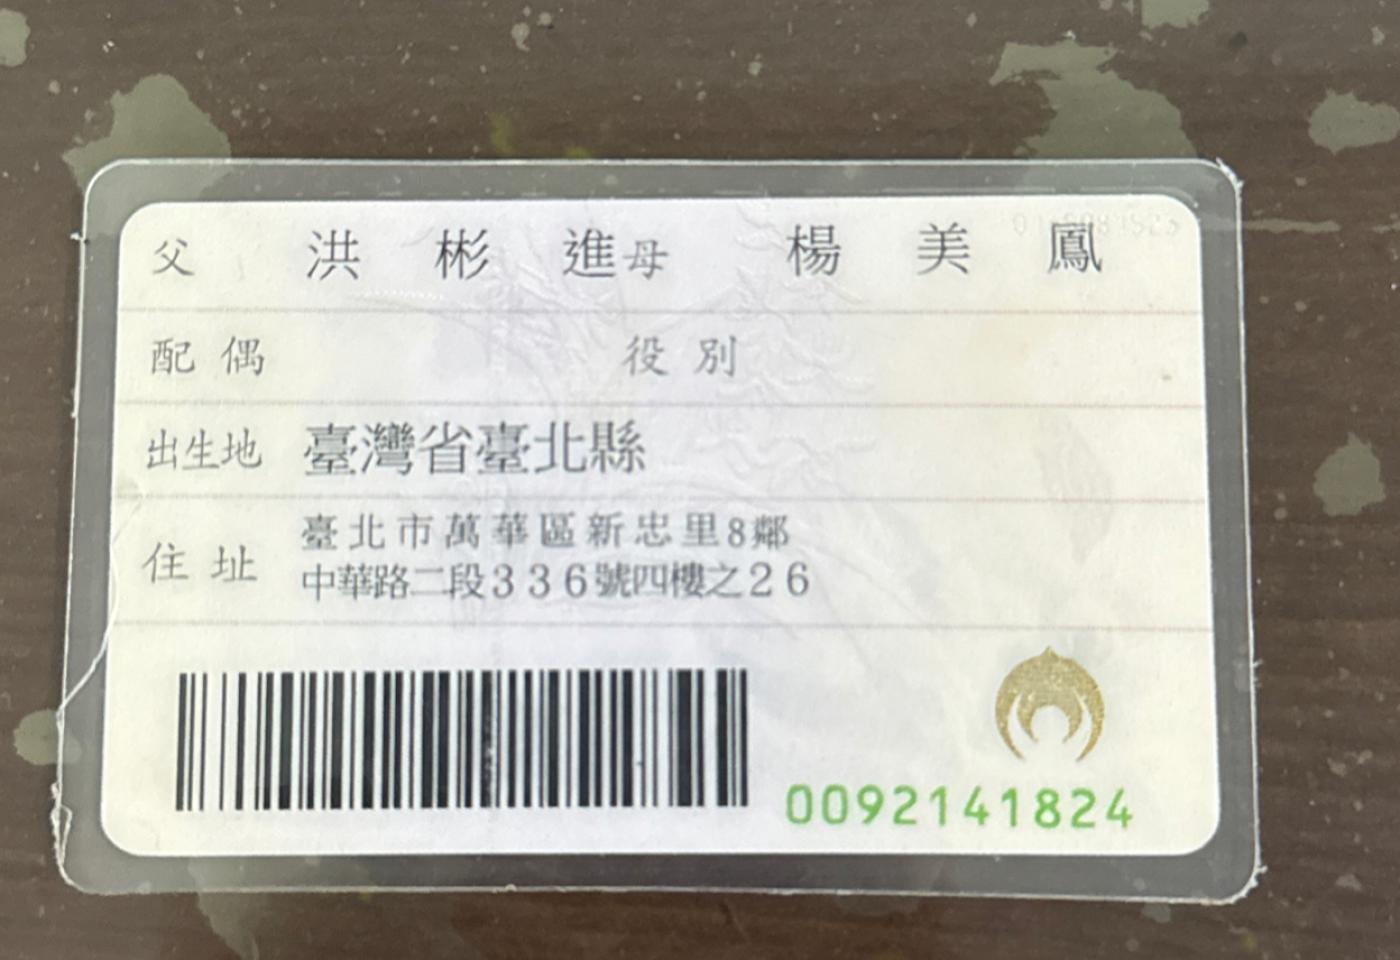 父 洪彬進 母 楊美鳳
配偶 役別
出生地 臺灣省臺北縣
住址 臺北市萬華區新忠里8鄰
中華路二段336號四樓之26
0092141824